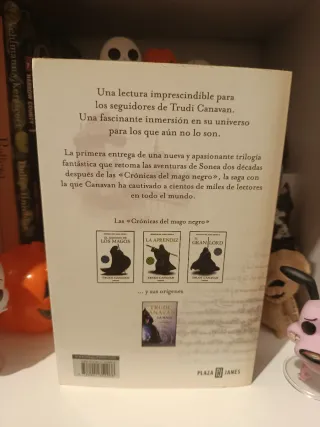 Una lectura imprescindible para
los seguidores de Trudi Canavan.
Una fascinante inmersión en su universo
para los que aún no lo son.
La primera entrega de una nueva y apasionante trilogía
fantástica que retoma las aventuras de Sonea dos décadas
después de las «Crónicas del mago negro», la saga con
la que Canavan ha cautivado a cientos de miles de lectores
en todo el mundo.
Las «Crónicas del mago negro»
LOS MAGOS
LA APRENDIZ
EL GRAN LORD
... y sus orígenes
TRUDI
CANAVAN
PLAZA JANES